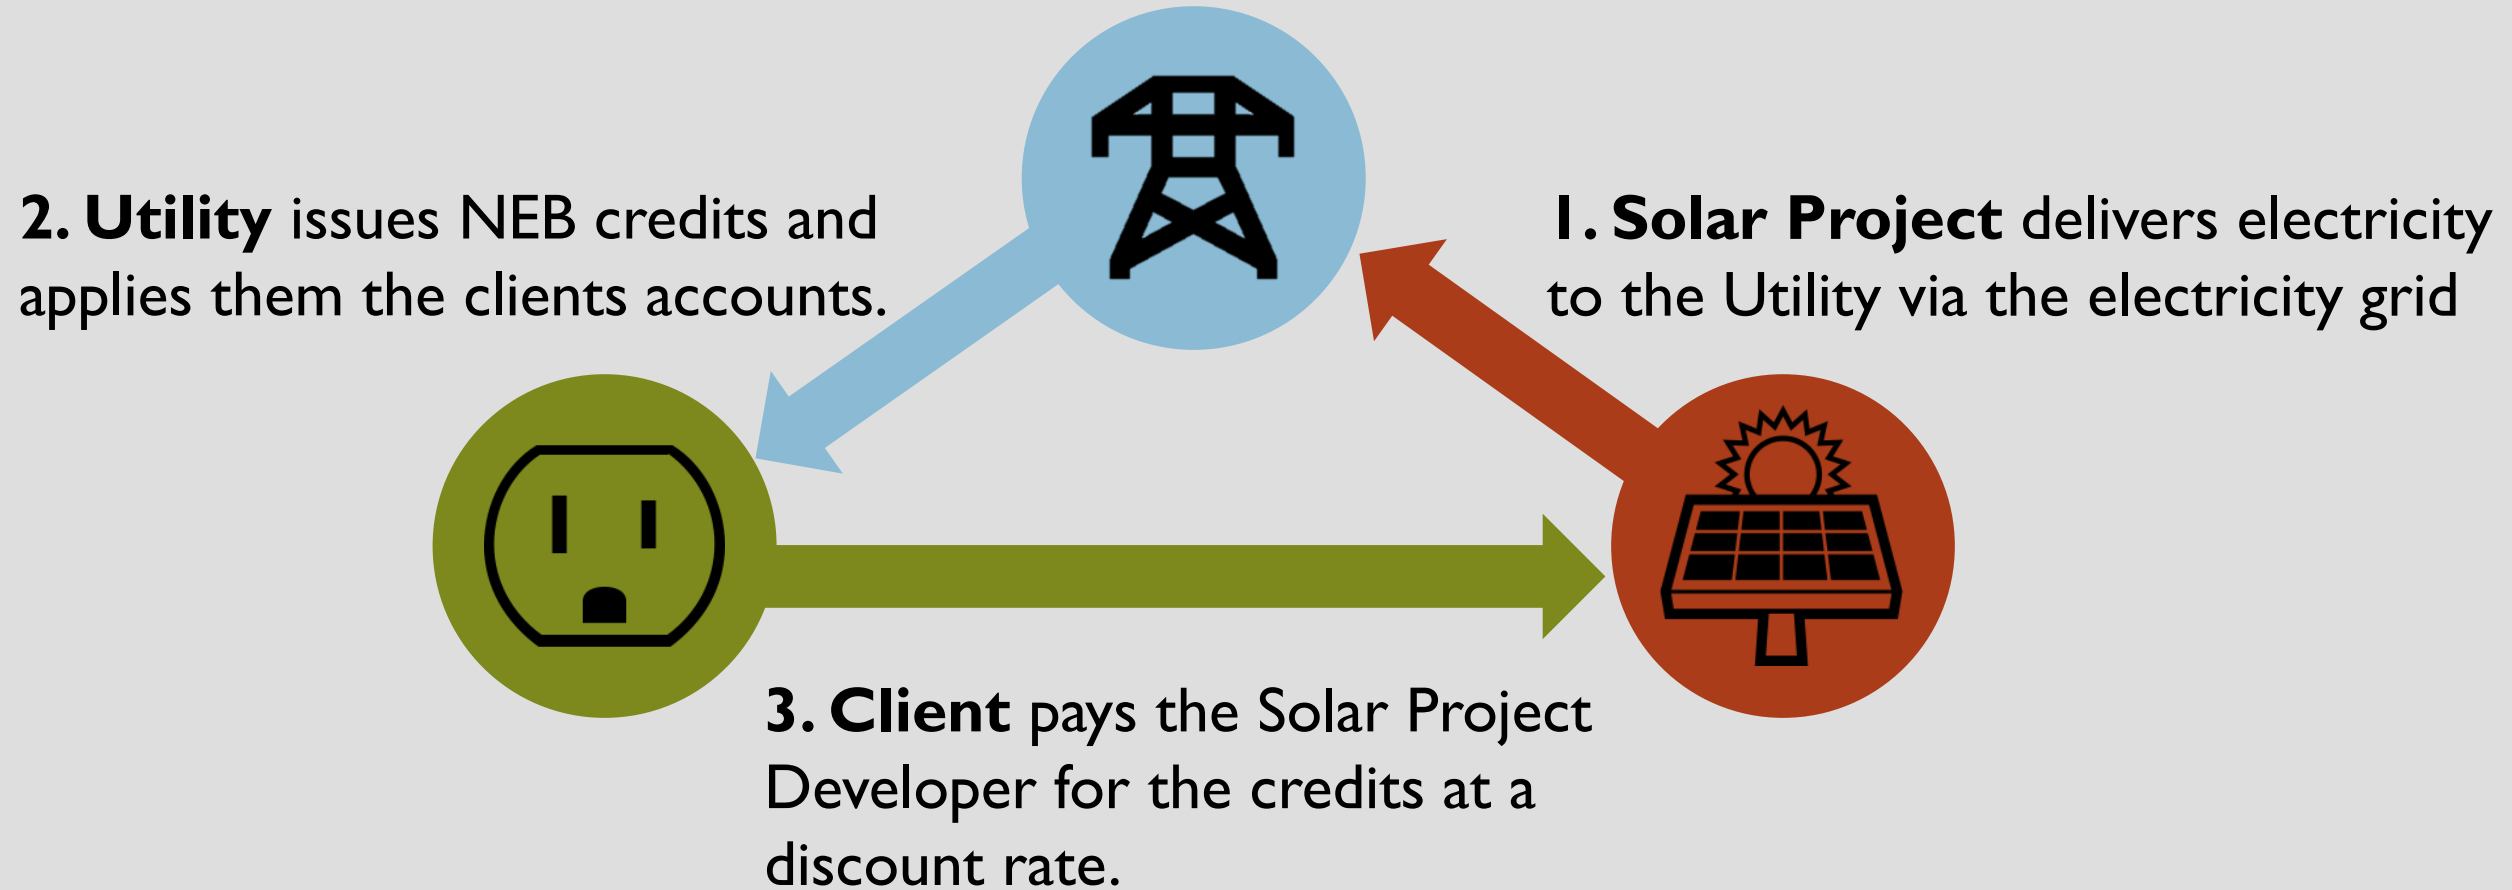 2. Utility issues NEB credits and
applies them the clients accounts.
1. Solar Project delivers electricity
to the Utility via the electricity grid
3. Client pays the Solar Project
Developer for the credits at a
discount rate.